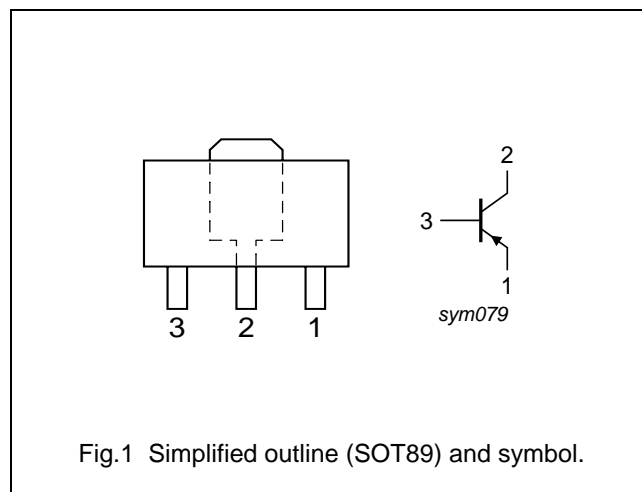 3 2 1
2
3
1
sym079
Fig.1 Simplified outline (SOT89) and symbol.